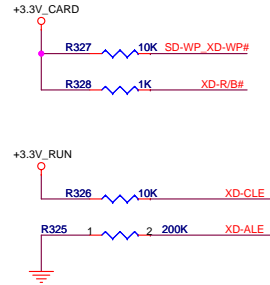 +3.3V_CARD
R327 10K SD-WP_XD-WP#
R328 1K XD-R/B#
+3.3V_RUN
R326 10K XD-CLE
R325 1 2 200K XD-ALE